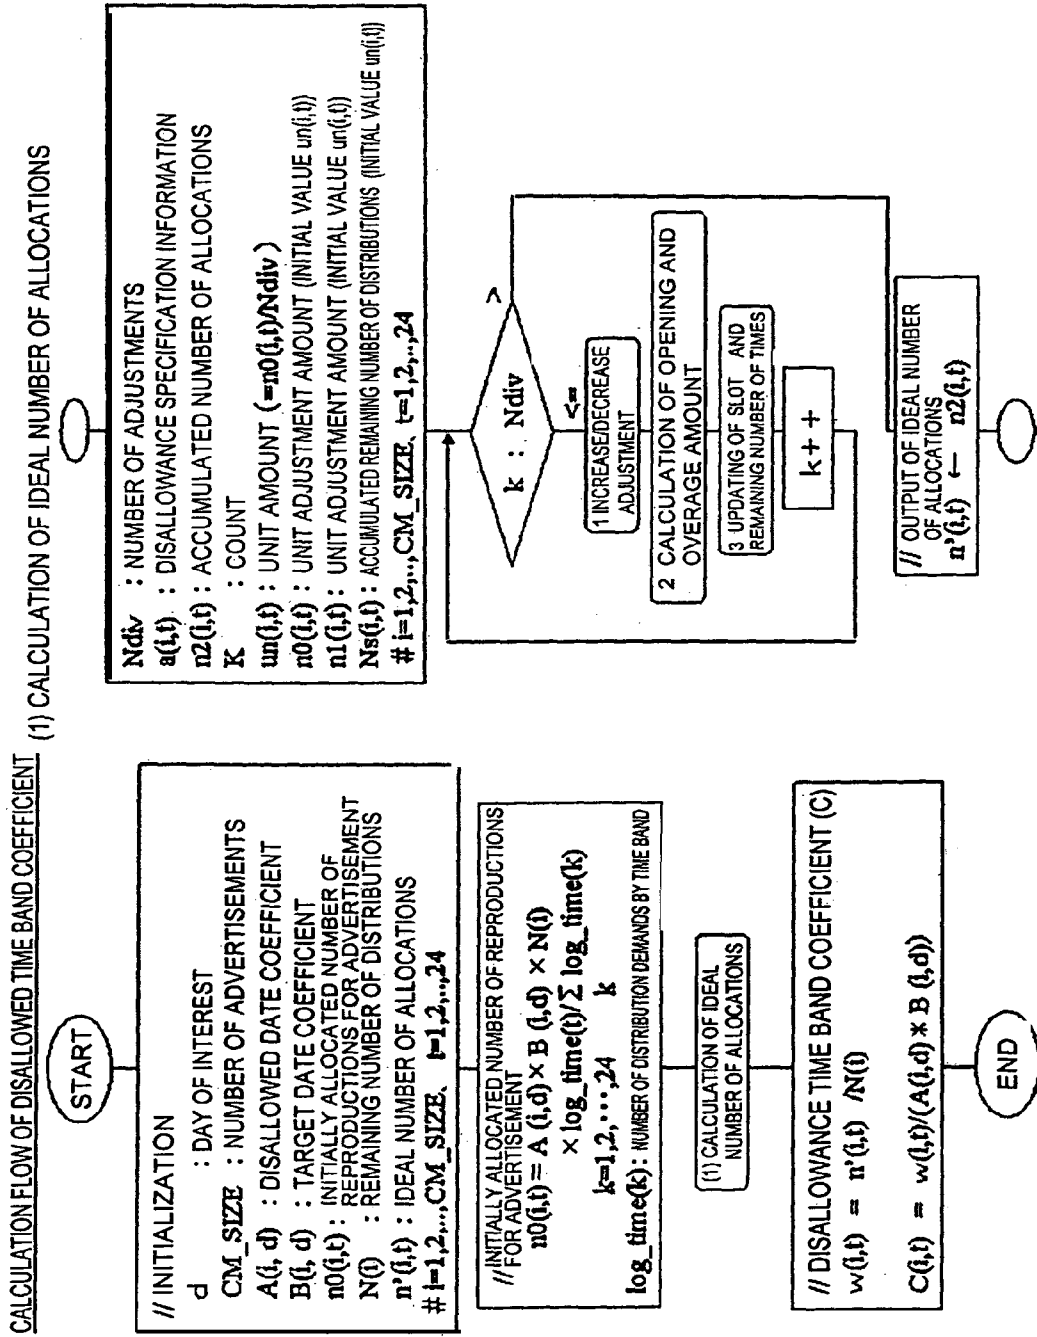 CALCULATION FLOW OF DISALLOWED TIME BAND COEFFICIENT
START
// INITIALIZATION
d : DAY OF INTEREST
CM_SIZE : NUMBER OF ADVERTISEMENTS
A(i, d) : DISALLOWED DATE COEFFICIENT
B(i, d) : TARGET DATE COEFFICIENT
n0(i,t) : INITIALLY ALLOCATED NUMBER OF
REPRODUCTIONS FOR ADVERTISEMENT
N(i) : REMAINING NUMBER OF DISTRIBUTIONS
n'(i,t) : IDEAL NUMBER OF ALLOCATIONS
# i=1,2,..,CM_SIZE、 t=1,2,..,24
//INITIALLY ALLOCATED NUMBER OF REPRODUCTIONS
FOR ADVERTISEMENT
n0(i,t) = A (i,d) × B (i,d) × N(i)
× log_time(t)/Σ log_time(k)
k=1,2,···,24 k
log_time(k): NUMBER OF DISTRIBUTION DEMANDS BY TIME BAND
(1) CALCULATION OF IDEAL
NUMBER OF ALLOCATIONS
// DISALLOWANCE TIME BAND COEFFICIENT (C)
w(i,t) = n'(i,t) /N(i)
C(i,t) = w(i,t)/(A(i,d) * B (i,d))
END
(1) CALCULATION OF IDEAL NUMBER OF ALLOCATIONS
Ndiv : NUMBER OF ADJUSTMENTS
a(i,t) : DISALLOWANCE SPECIFICATION INFORMATION
n2(i,t) : ACCUMULATED NUMBER OF ALLOCATIONS
K : COUNT
un(i,t) : UNIT AMOUNT (=n0(i,t)/Ndiv )
n0(i,t) : UNIT ADJUSTMENT AMOUNT (INITIAL VALUE un(i,t))
n1(i,t) : UNIT ADJUSTMENT AMOUNT (INITIAL VALUE un(i,t))
Ns(i,t) : ACCUMULATED REMAINING NUMBER OF DISTRIBUTIONS (INITIAL VALUE un(i,t))
# i=1,2,..,CM_SIZE、 t=1,2,..,24
k : Ndiv
>
<=
1 INCREASE/DECREASE
ADJUSTMENT
2 CALCULATION OF OPENING AND
OVERAGE AMOUNT
3 UPDATING OF SLOT AND
REMAINING NUMBER OF TIMES
k++
// OUTPUT OF IDEAL NUMBER
OF ALLOCATIONS
n'(i,t) ← n2(i,t)